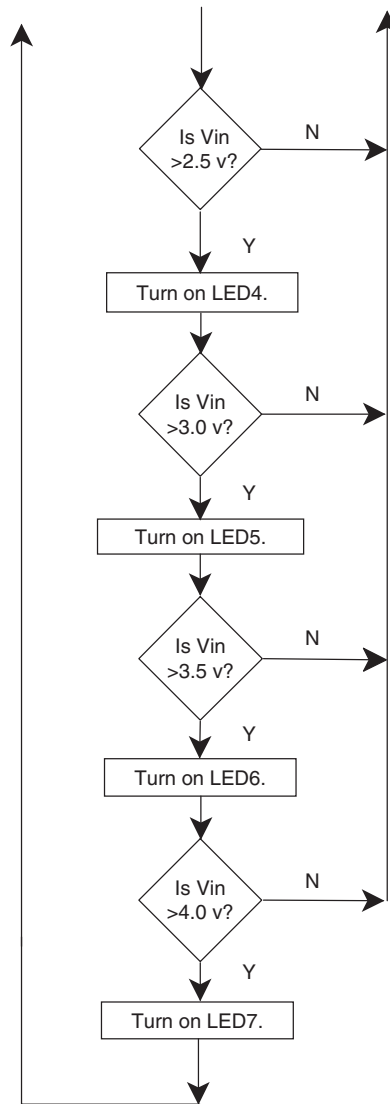 Is Vin
>2.5 v?
N
Y
Turn on LED4.
Is Vin
>3.0 v?
N
Y
Turn on LED5.
Is Vin
>3.5 v?
N
Y
Turn on LED6.
Is Vin
>4.0 v?
N
Y
Turn on LED7.